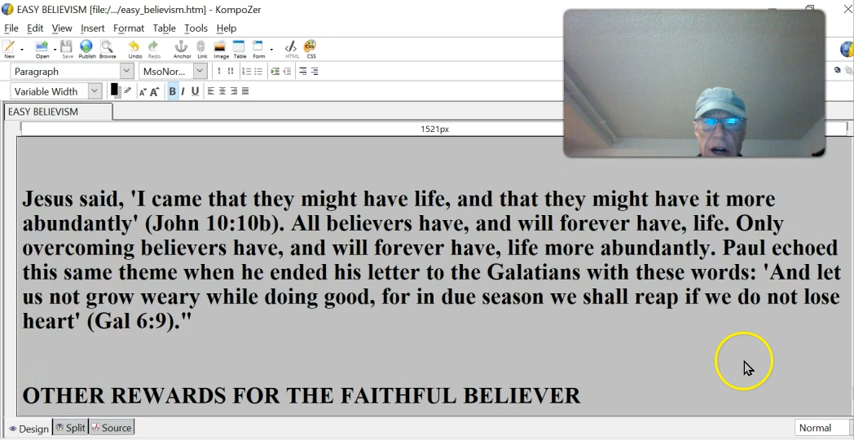 EASY BELIEVISM [file:/.../easy_believism.htm] - KompoZer
File Edit View Insert Format Table Tools Help
New Open Save Publish Browse Undo Redo Anchor Link Image Table Form HTML CSS
Paragraph MsoNor...
Variable Width B I U
EASY BELIEVISM
1521px
Jesus said, 'I came that they might have life, and that they might have it more
abundantly' (John 10:10b). All believers have, and will forever have, life. Only
overcoming believers have, and will forever have, life more abundantly. Paul echoed
this same theme when he ended his letter to the Galatians with these words: 'And let
us not grow weary while doing good, for in due season we shall reap if we do not lose
heart' (Gal 6:9)."
OTHER REWARDS FOR THE FAITHFUL BELIEVER
Design Split Source Normal